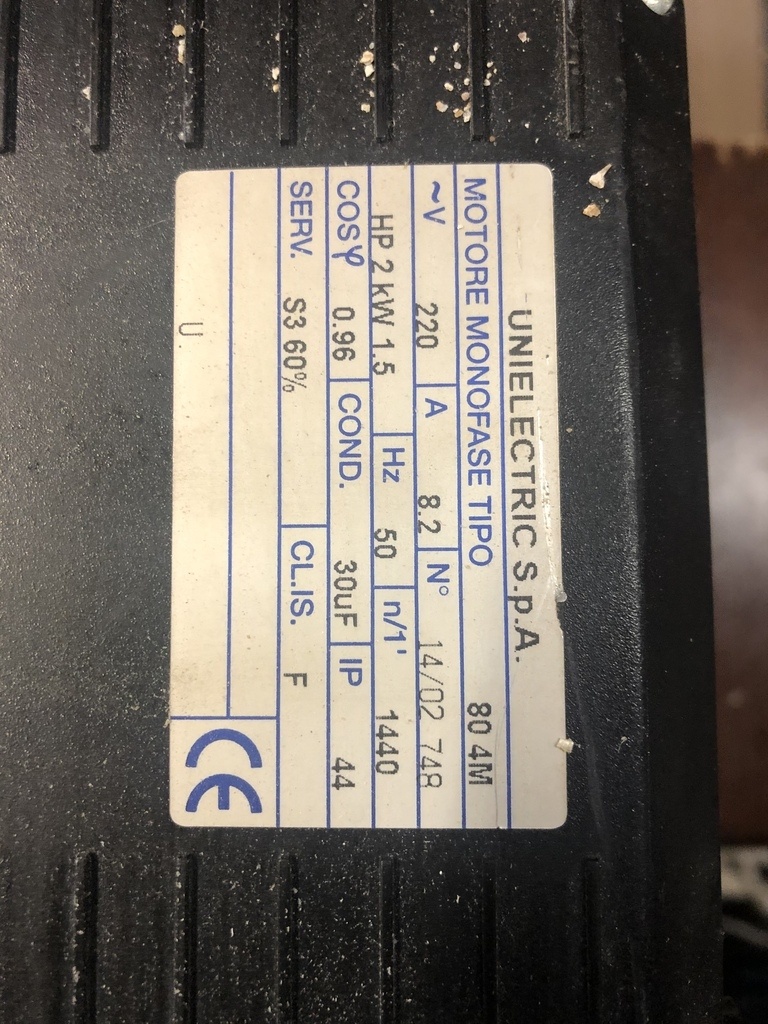 UNIELECTRIC S.p.A.
MOTORE MONOFASE TIPO 80 4M
~V 220 A 8.2 N° 14/02 748
HP 2 kW 1.5 Hz 50 n/1' 1440
COSφ 0.96 COND. 30uF IP 44
SERV. S3 60% CL.IS. F
U. CE